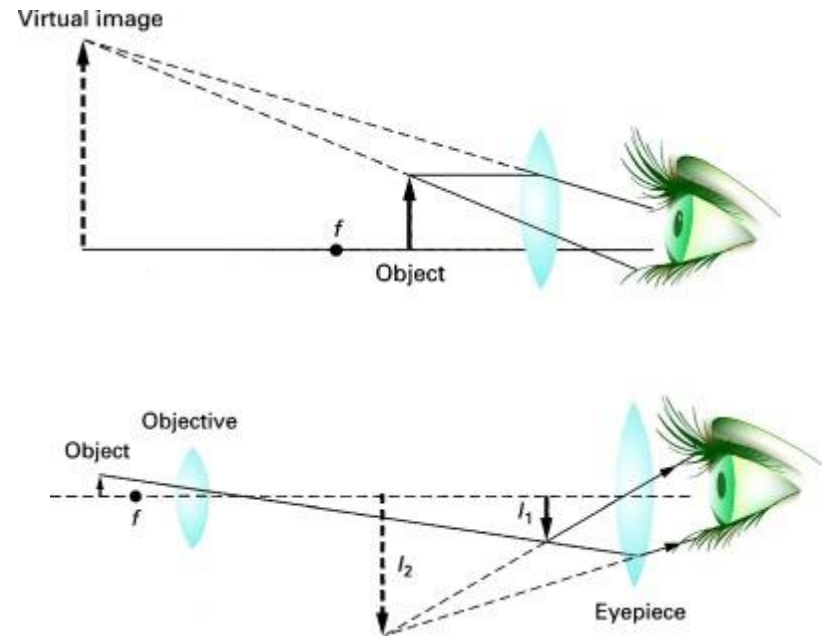 Virtual image
f
Object
Objective
Object
f
I1
I2
Eyepiece